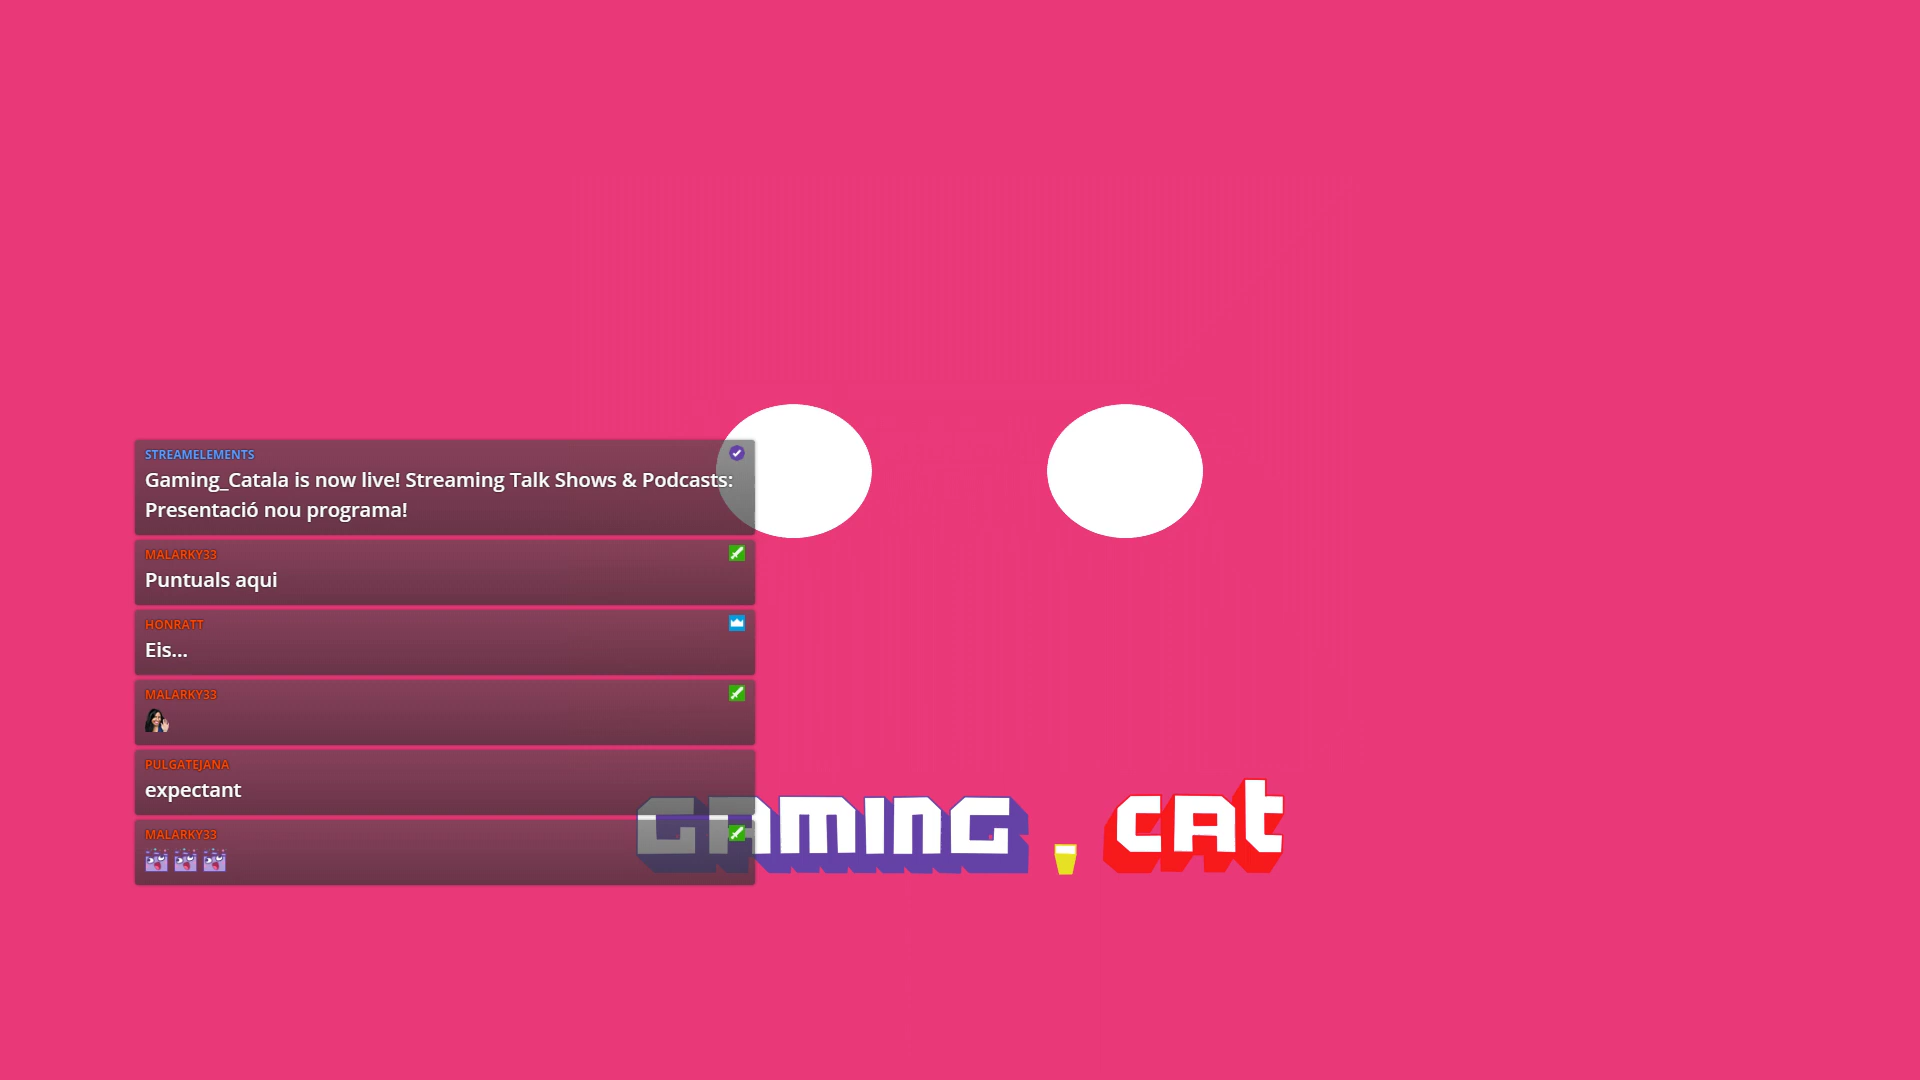 STREAMELEMENTS
Gaming_Catala is now live! Streaming Talk Shows & Podcasts:
Presentació nou programa!
MALARKY33
Puntuals aqui
HONRATT
Eis...
MALARKY33
PULGATEJANA
expectant
MALARKY33
GAMING.CAT